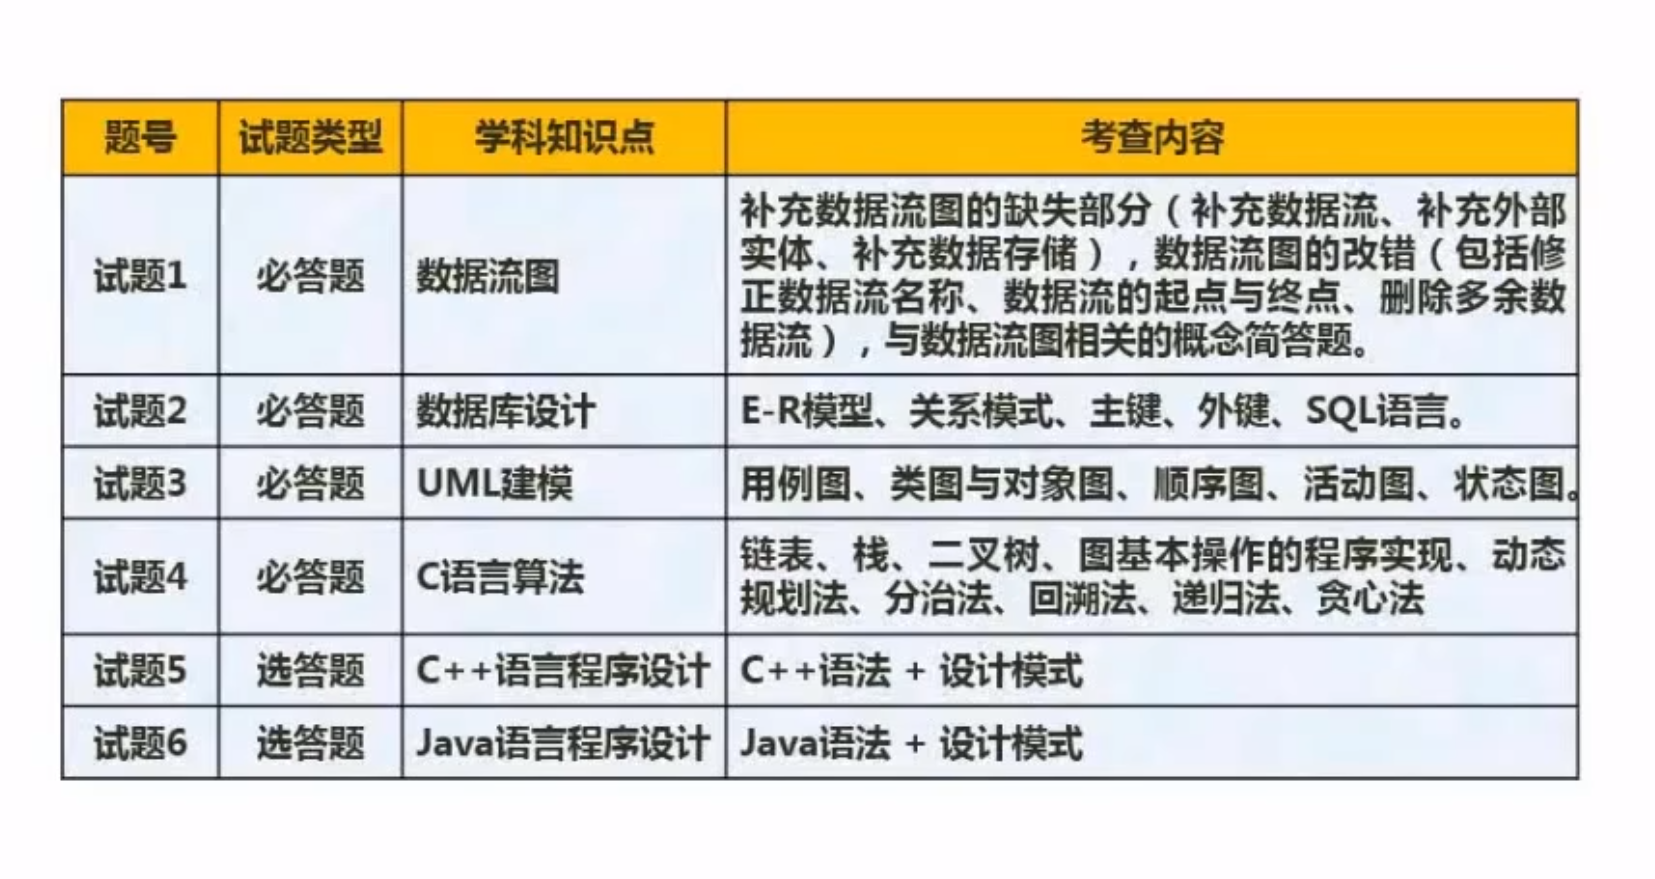 题号 试题类型 学科知识点 考查内容
试题1 必答题 数据流图 补充数据流图的缺失部分（补充数据流、补充外部
实体、补充数据存储），数据流图的改错（包括修
正数据流名称、数据流的起点与终点、删除多余数
据流），与数据流图相关的概念简答题。
试题2 必答题 数据库设计 E-R模型、关系模式、主键、外键、SQL语言。
试题3 必答题 UML建模 用例图、类图与对象图、顺序图、活动图、状态图。
试题4 必答题 C语言算法 链表、栈、二叉树、图基本操作的程序实现、动态
规划法、分治法、回溯法、递归法、贪心法
试题5 选答题 C++语言程序设计 C++语法 + 设计模式
试题6 选答题 Java语言程序设计 Java语法 + 设计模式